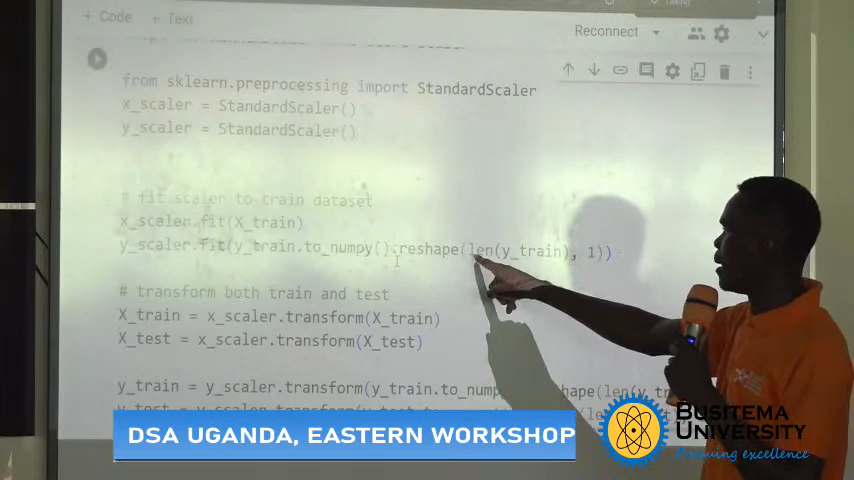 + Code + Text
Reconnect
from sklearn.preprocessing import StandardScaler
x_scaler = StandardScaler()
y_scaler = StandardScaler()
# fit scaler to train dataset
x_scaler.fit(X_train)
y_scaler.fit(y_train.to_numpy().reshape(len(y_train), 1))
# transform both train and test
X_train = x_scaler.transform(X_train)
X_test = x_scaler.transform(X_test)
y_train = y_scaler.transform(y_train.to_nump
DSA UGANDA, EASTERN WORKSHOP
BUSITEMA
UNIVERSITY
Pursuing excellence